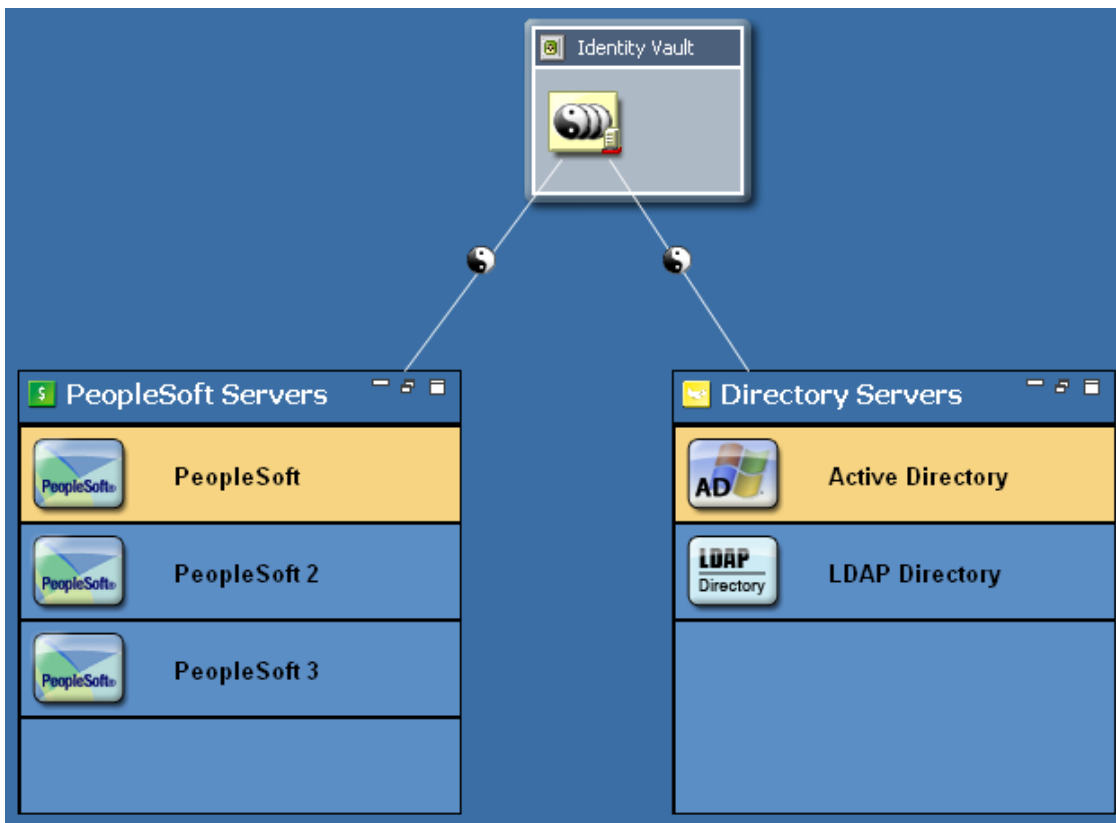 Identity Vault
$ PeopleSoft Servers
PeopleSoft® PeopleSoft
PeopleSoft® PeopleSoft 2
PeopleSoft® PeopleSoft 3
Directory Servers
AD Active Directory
LDAP
Directory
LDAP Directory